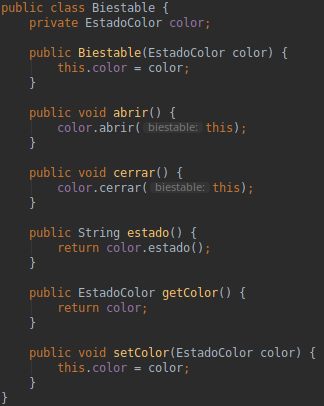 public class Biestable {
private EstadoColor color;
public Biestable(EstadoColor color) {
this.color = color;
}
public void abrir() {
color.abrir( biestable: this);
}
public void cerrar() {
color.cerrar( biestable: this);
}
public String estado() {
return color.estado();
}
public EstadoColor getColor() {
return color;
}
public void setColor(EstadoColor color) {
this.color = color;
}
}